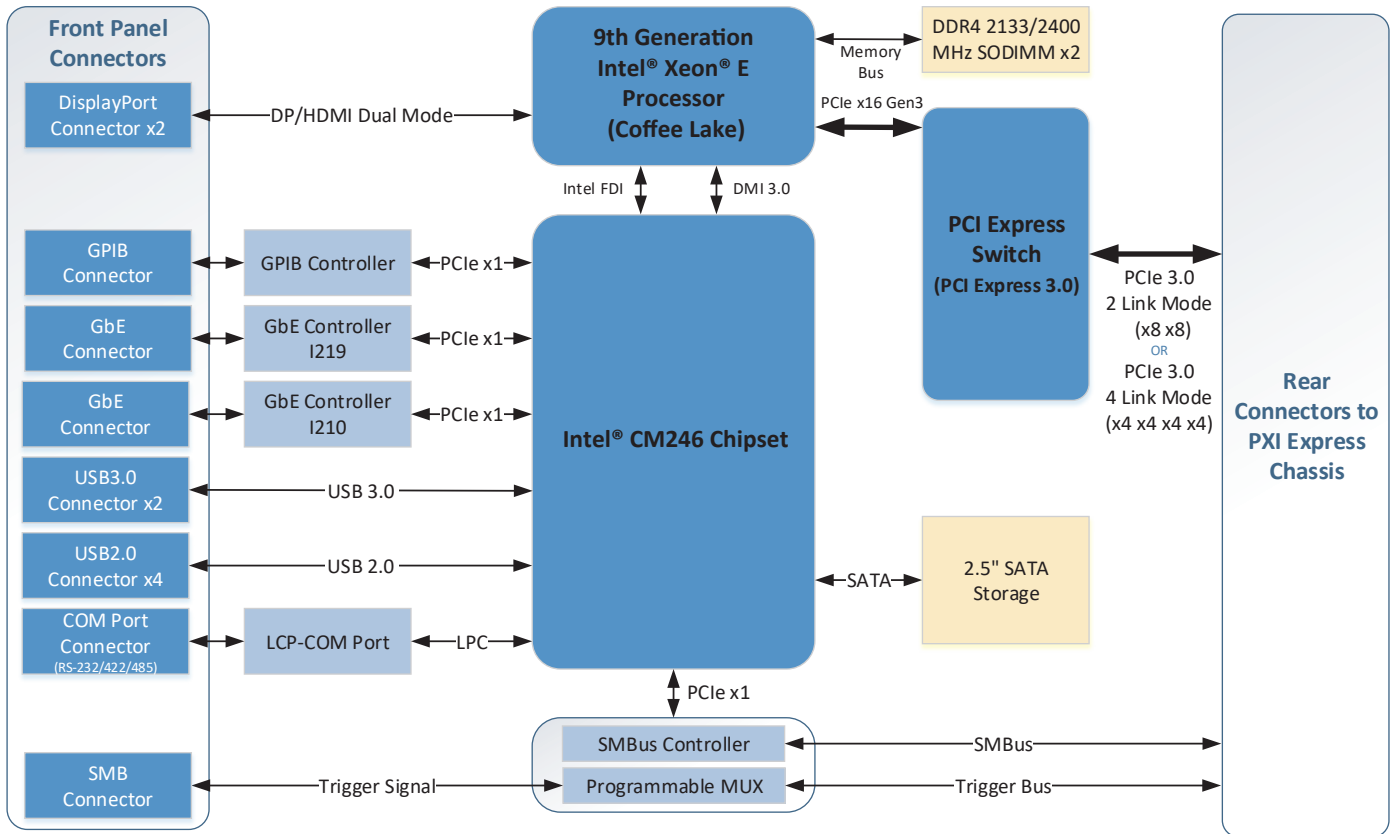 Front Panel
Connectors
DisplayPort
Connector x2
DP/HDMI Dual Mode
9th Generation
Intel® Xeon® E
Processor
(Coffee Lake)
Memory
Bus
DDR4 2133/2400
MHz SODIMM x2
PCIe x16 Gen3
Intel FDI
DMI 3.0
PCI Express
Switch
(PCI Express 3.0)
PCIe 3.0
2 Link Mode
(x8 x8)
OR
PCIe 3.0
4 Link Mode
(x4 x4 x4 x4)
Rear
Connectors to
PXI Express
Chassis
GPIB
Connector
GPIB Controller
PCIe x1
GbE
Connector
GbE Controller
I219
PCIe x1
GbE
Connector
GbE Controller
I210
PCIe x1
Intel® CM246 Chipset
USB3.0
Connector x2
USB 3.0
USB2.0
Connector x4
USB 2.0
SATA
2.5" SATA
Storage
COM Port
Connector
(RS-232/422/485)
LCP-COM Port
LPC
PCIe x1
SMBus Controller
SMBus
SMB
Connector
Trigger Signal
Programmable MUX
Trigger Bus